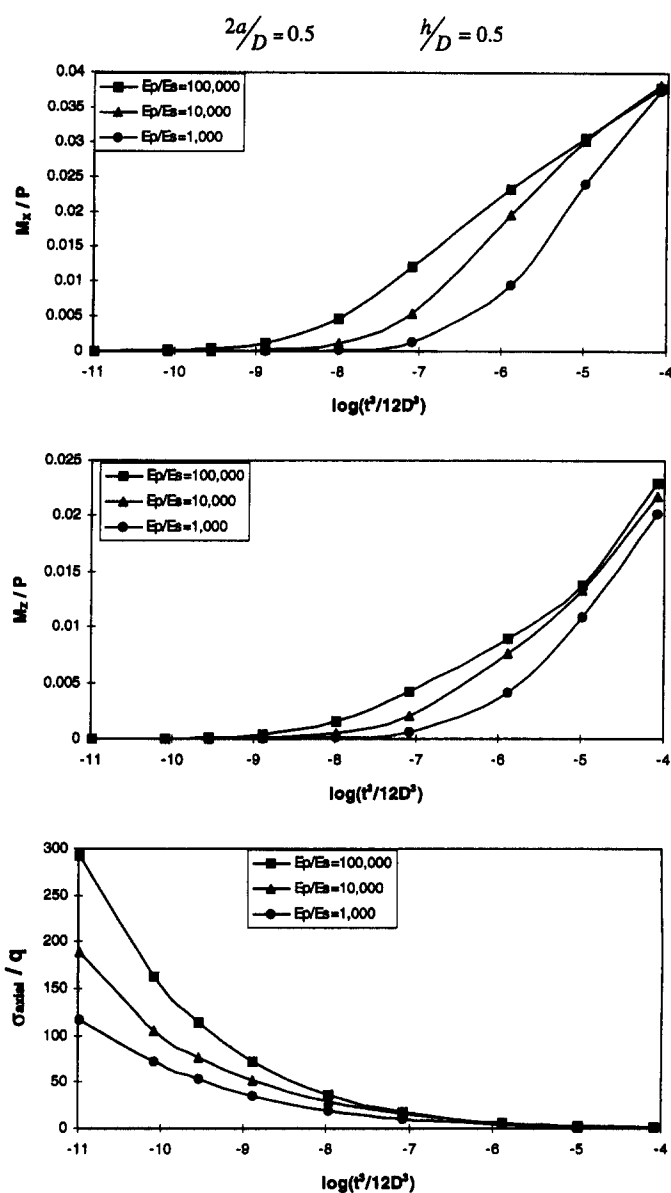 2a/D = 0.5 h/D = 0.5
0.04
0.035
0.03
0.025
0.02
0.015
0.01
0.005
0
Mx / P
Ep/Es=100,000
Ep/Es=10,000
Ep/Es=1,000
-11 -10 -9 -8 -7 -6 -5 -4
log(t³/12D³)
0.025
0.02
0.015
0.01
0.005
0
Mz / P
Ep/Es=100,000
Ep/Es=10,000
Ep/Es=1,000
-11 -10 -9 -8 -7 -6 -5 -4
log(t³/12D³)
300
250
200
150
100
50
0
σaxial / q
Ep/Es=100,000
Ep/Es=10,000
Ep/Es=1,000
-11 -10 -9 -8 -7 -6 -5 -4
log(t³/12D³)